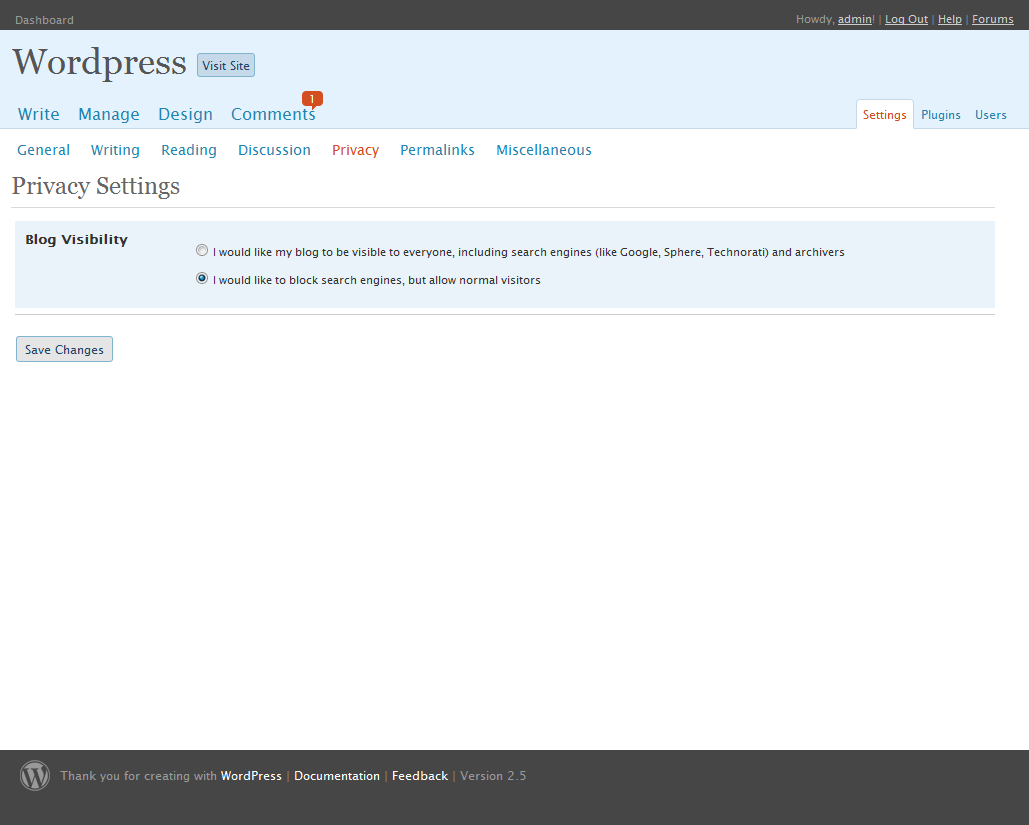 Dashboard
Howdy, admin! | Log Out | Help | Forums
Wordpress Visit Site
1
Write Manage Design Comments
Settings Plugins Users
General Writing Reading Discussion Privacy Permalinks Miscellaneous
Privacy Settings
Blog Visibility
I would like my blog to be visible to everyone, including search engines (like Google, Sphere, Technorati) and archivers
I would like to block search engines, but allow normal visitors
Save Changes
Thank you for creating with WordPress | Documentation | Feedback | Version 2.5